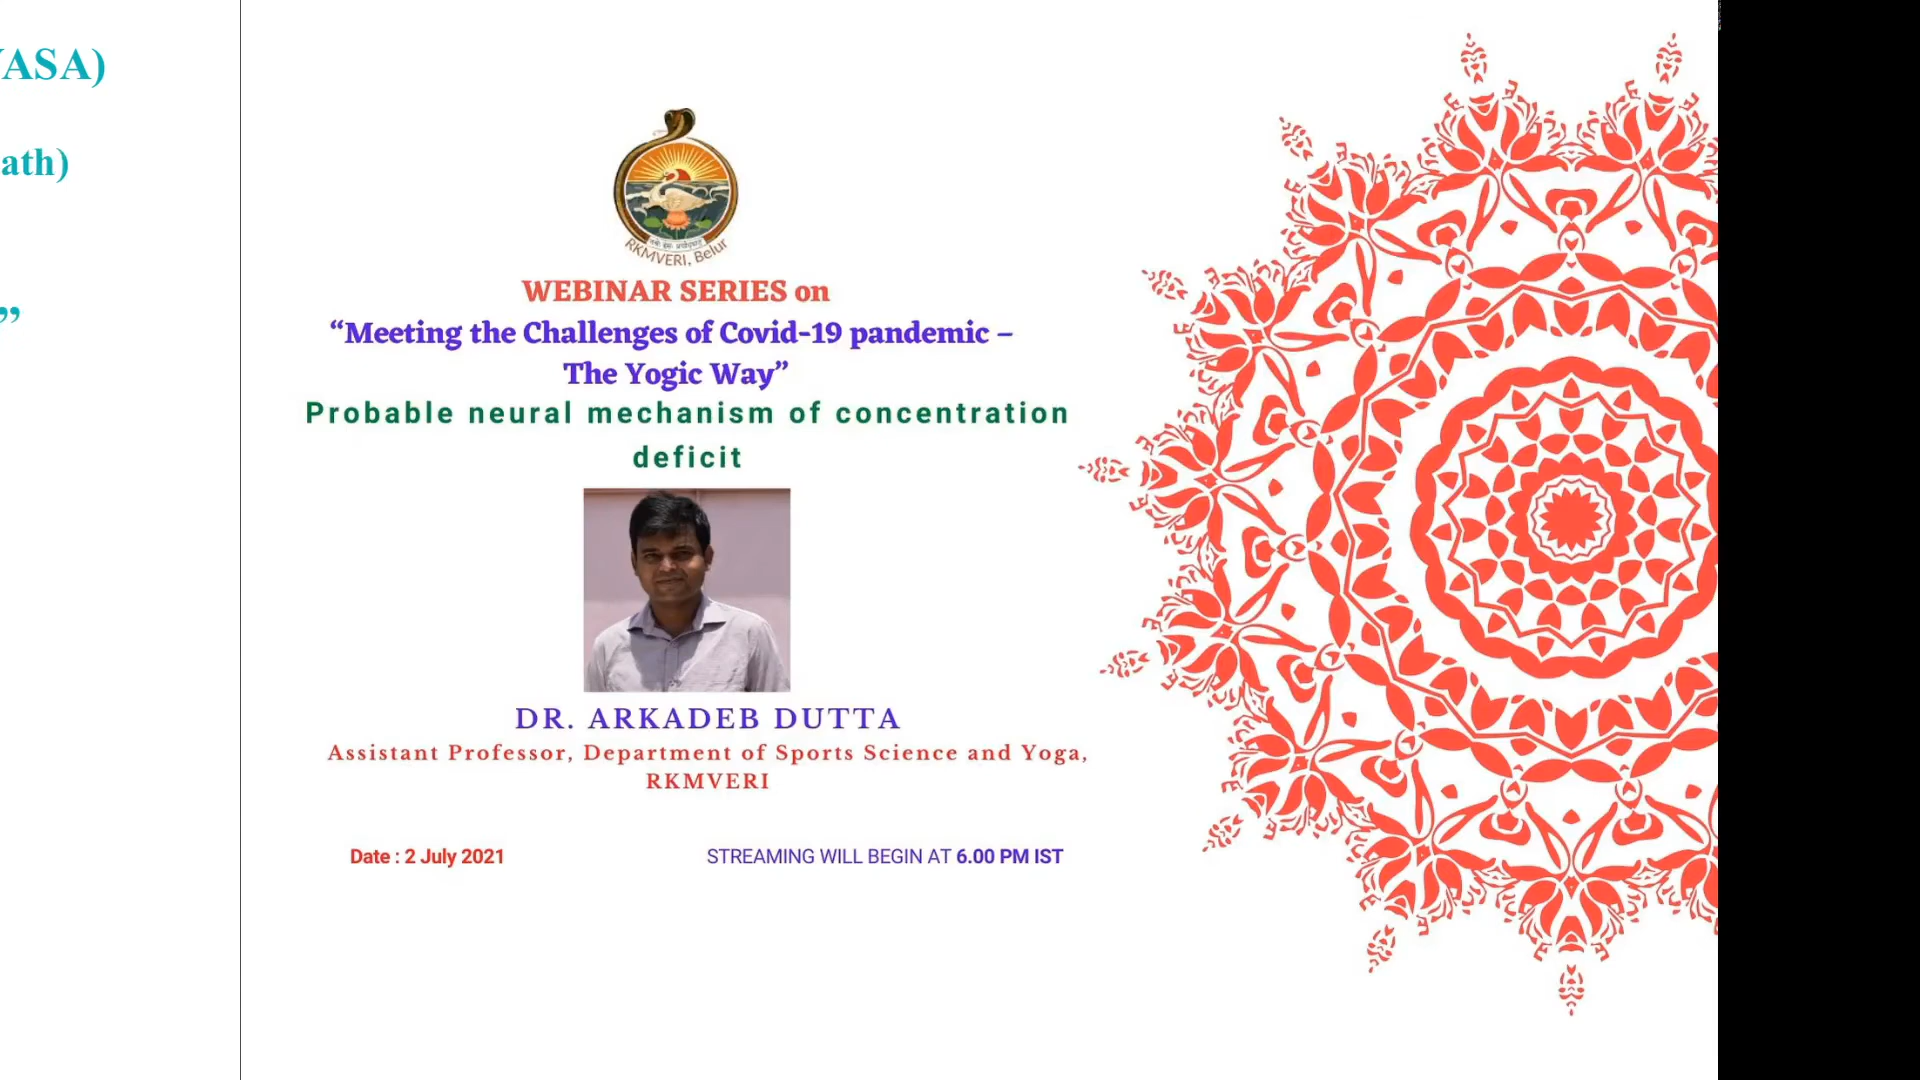 ASA)
ath)
”
RKMVERI, Belur
WEBINAR SERIES on
“Meeting the Challenges of Covid-19 pandemic –
The Yogic Way”
Probable neural mechanism of concentration
deficit
DR. ARKADEB DUTTA
Assistant Professor, Department of Sports Science and Yoga,
RKMVERI
Date : 2 July 2021
STREAMING WILL BEGIN AT 6.00 PM IST